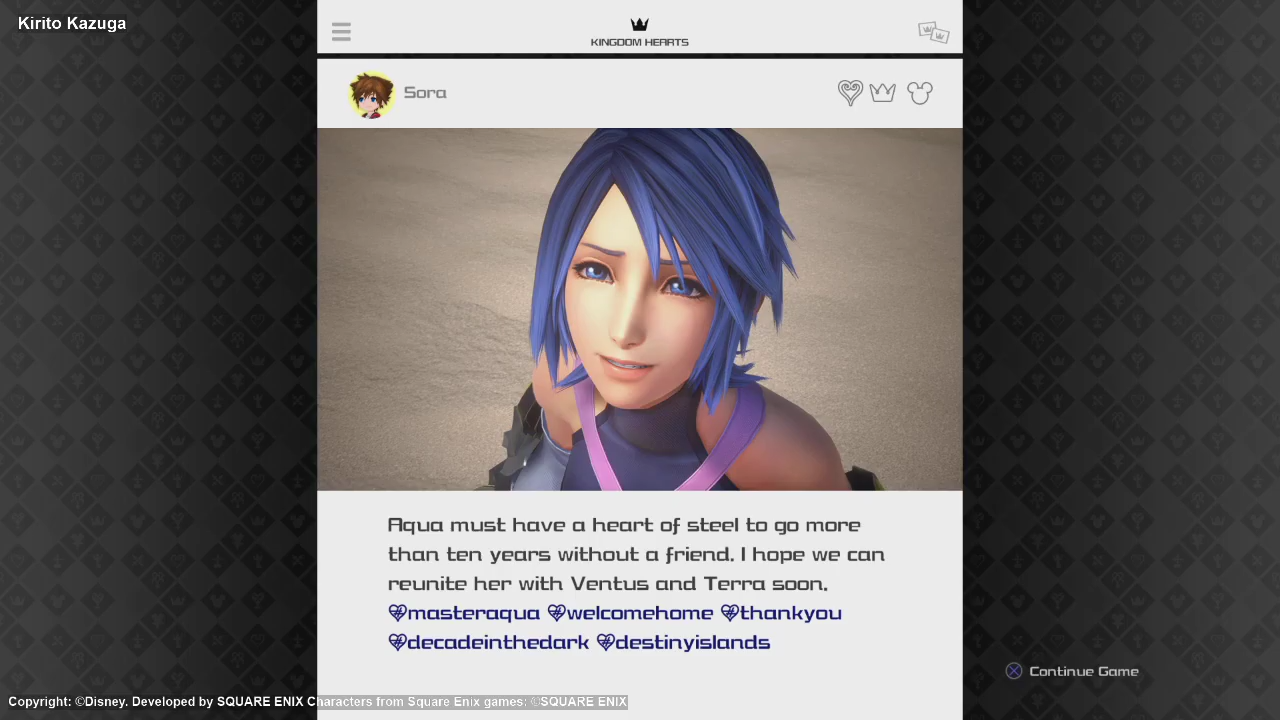 Kirito Kazuga
KINGDOM HEARTS
Sora
Aqua must have a heart of steel to go more
than ten years without a friend. I hope we can
reunite her with Ventus and Terra soon.
#masteraqua #welcomehome #thankyou
#decadeinthedark #destinyislands
Continue Game
Copyright: ©Disney. Developed by SQUARE ENIX Characters from Square Enix games: ©SQUARE ENIX